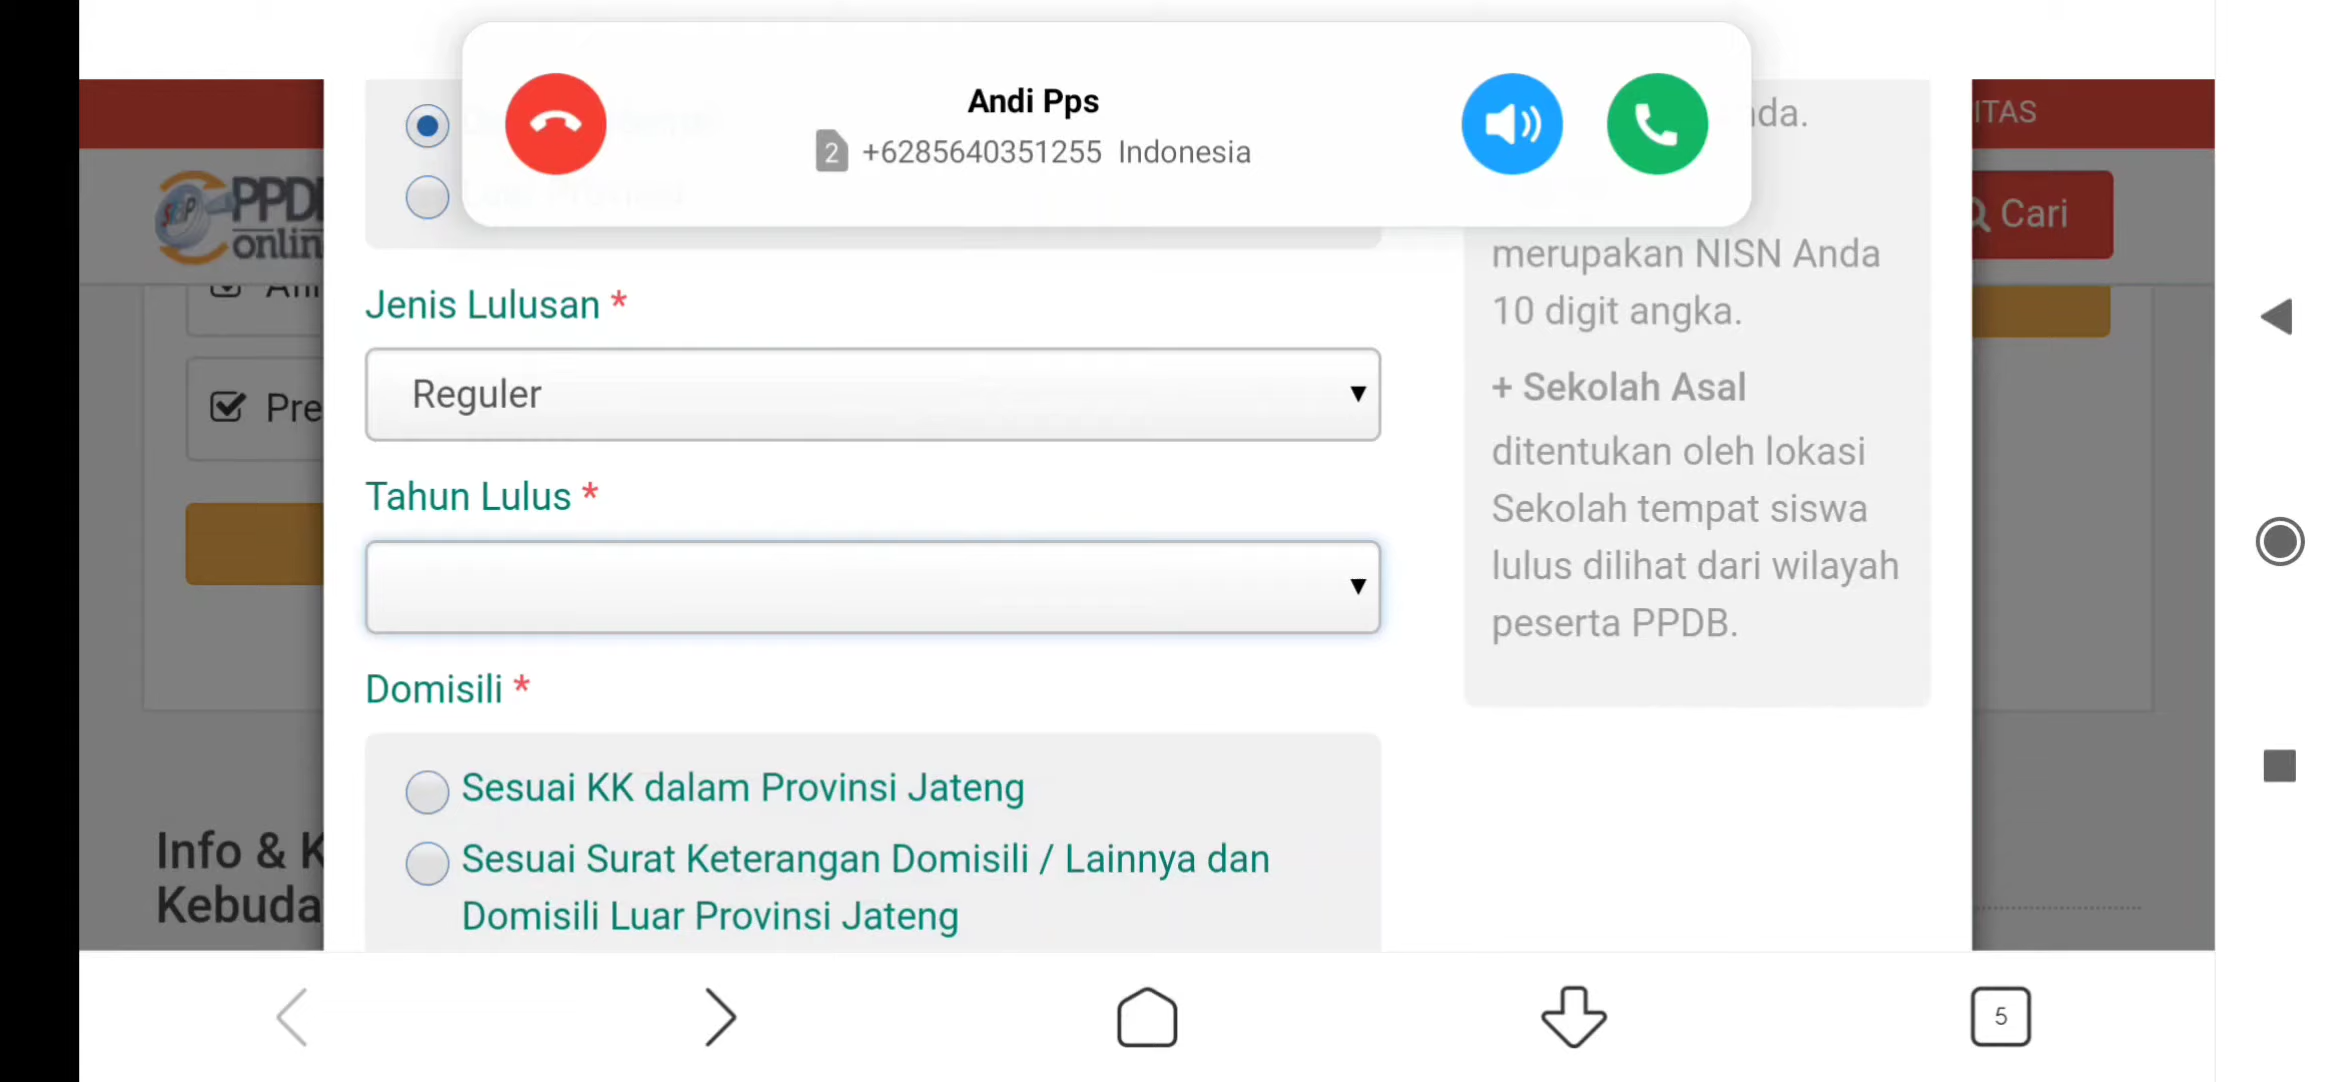 Andi Pps
2 +6285640351255 Indonesia
nda.
ITAS
PPD
onlin
Cari
merupakan NISN Anda
10 digit angka.
Jenis Lulusan *
Reguler
+ Sekolah Asal
Pre
ditentukan oleh lokasi
Sekolah tempat siswa
lulus dilihat dari wilayah
peserta PPDB.
Tahun Lulus *
Domisili *
Sesuai KK dalam Provinsi Jateng
Sesuai Surat Keterangan Domisili / Lainnya dan
Domisili Luar Provinsi Jateng
Info & K
Kebuda
5